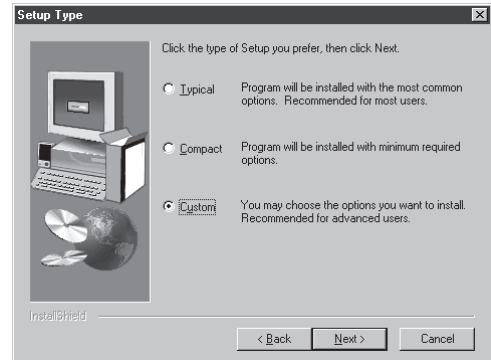 Setup Type
Click the type of Setup you prefer, then click Next.
Typical
Program will be installed with the most common
options. Recommended for most users.
Compact
Program will be installed with minimum required
options.
Custom
You may choose the options you want to install.
Recommended for advanced users.
InstallShield
< Back
Next >
Cancel